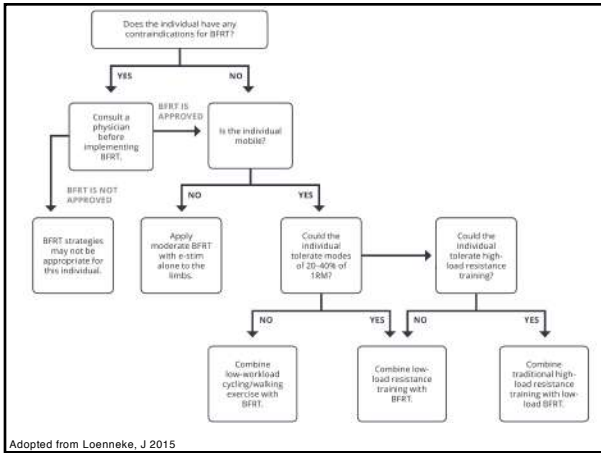 Does the individual have any
contraindications for BFRT?
YES
NO
Consult a
physician before
implementing
BFRT.
BFRT IS
APPROVED
Is the individual
mobile?
BFRT IS NOT
APPROVED
NO
YES
BFRT strategies
may not be
appropriate for
this individual.
Apply
moderate BFRT
with e-stim
alone to the
limbs.
Could the
individual
tolerate modes
of 20-40% of
1RM?
Could the
individual
tolerate high-
load resistance
training?
NO
YES
NO
YES
Combine
low-workload
cycling/walking
exercise with
BFRT.
Combine low-
load resistance
training with
BFRT.
Combine
traditional high-
load resistance
training with low-
load BFRT.
Adopted from Loenneke, J 2015